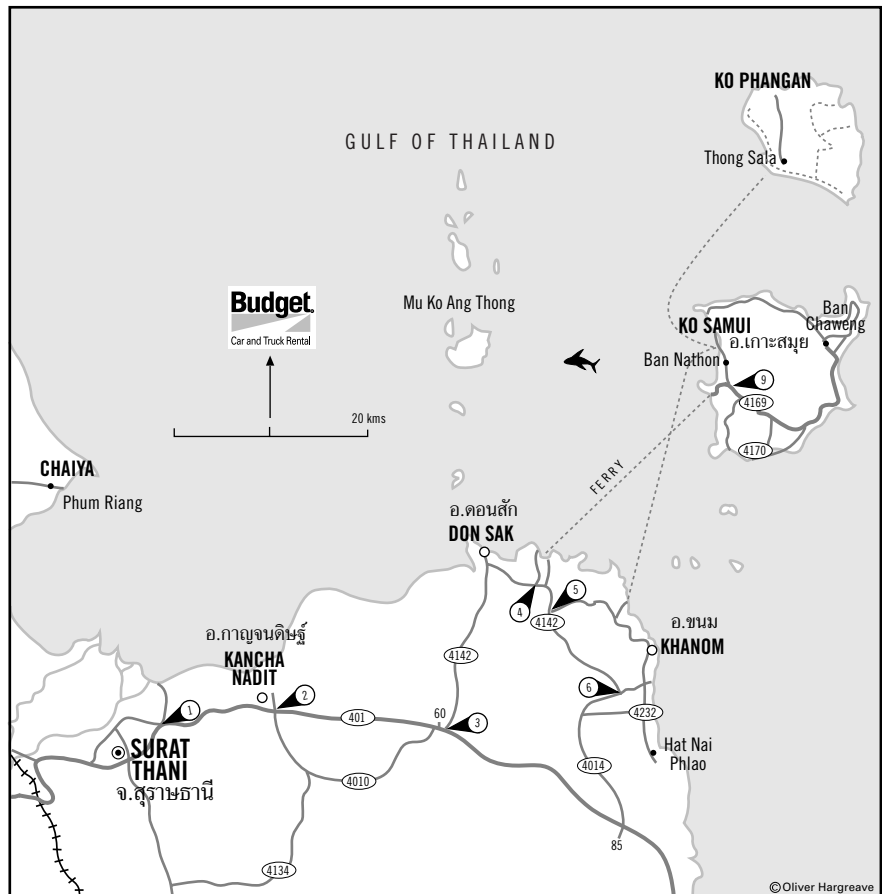 KO PHANGAN
GULF OF THAILAND
Thong Sala
Budget.
Car and Truck Rental
Mu Ko Ang Thong
Ban
Chaweng
KO SAMUI
อ.เกาะสมุย
Ban Nathon
9
4169
20 kms
4170
CHAIYA
Phum Riang
FERRY
อ.ดอนสัก
DON SAK
4
5
4142
อ.ขนม
KHANOM
อ.กาญจนดิษฐ์
KANCHA
NADIT
4142
6
1
2
401
60
3
4232
SURAT
THANI
จ.สุราษธานี
Hat Nai
Phlao
4010
4014
85
4134
©Oliver Hargreave